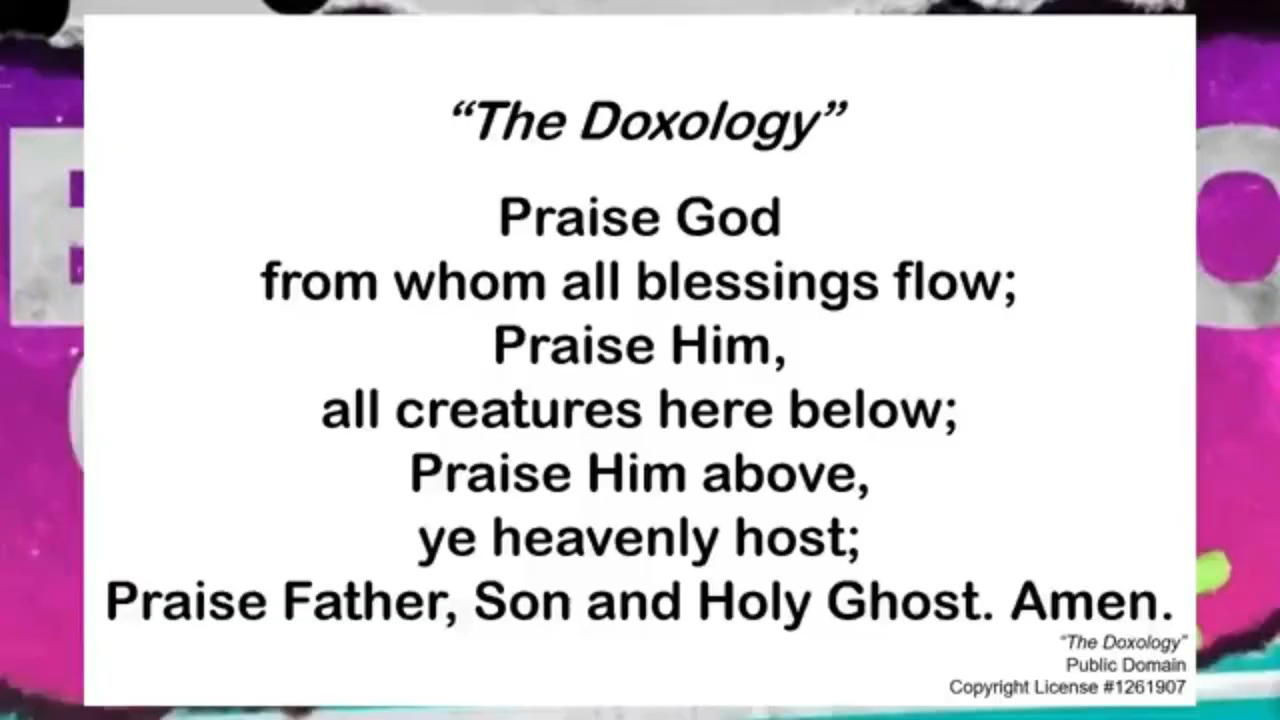 “The Doxology”
Praise God
from whom all blessings flow;
Praise Him,
all creatures here below;
Praise Him above,
ye heavenly host;
Praise Father, Son and Holy Ghost. Amen.
“The Doxology”
Public Domain
Copyright License #1261907